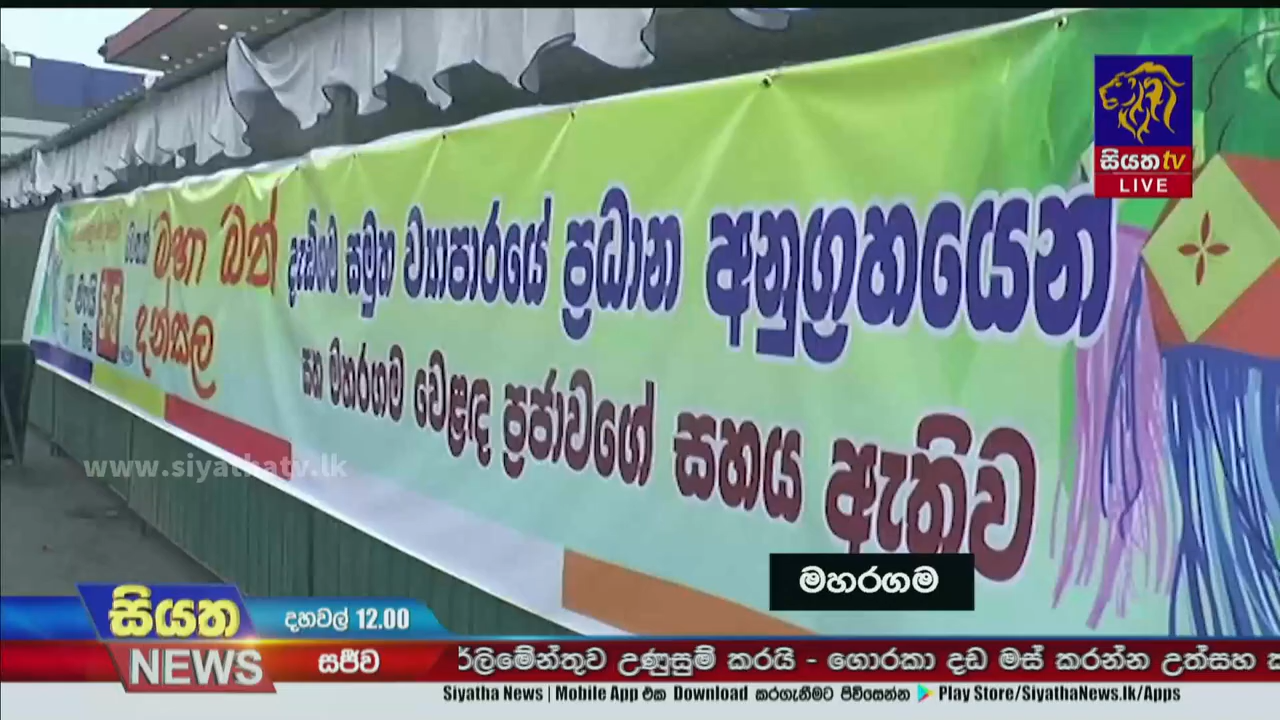 සියත tv
LIVE
මහා බත්
දන්සල
සමූහ ව්‍යාපාරයේ ප්‍රධාන අනුග්‍රහයෙන්
සහ මහරගම වෙළඳ ප්‍රජාවගේ සහය ඇතිව
www.siyathatv.lk
මහරගම
සියත
NEWS
දහවල් 12.00
සජීව
ර්ලිමේන්තුව උණුසුම් කරයි - ගොරකා දඩ මස් කරන්න උත්සහ
Siyatha News | Mobile App එක Download කරගැනීමට පිවිසෙන්න Play Store/SiyathaNews.lk/Apps